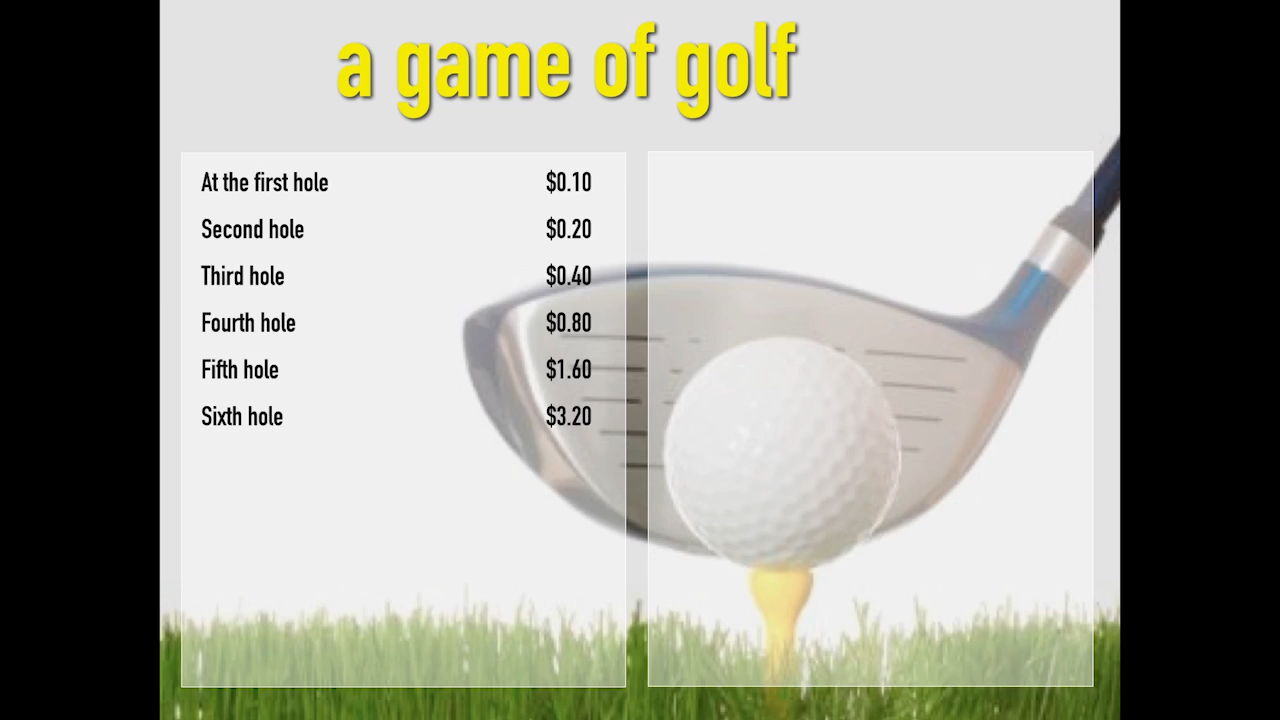 a game of golf
At the first hole $0.10
Second hole $0.20
Third hole $0.40
Fourth hole $0.80
Fifth hole $1.60
Sixth hole $3.20